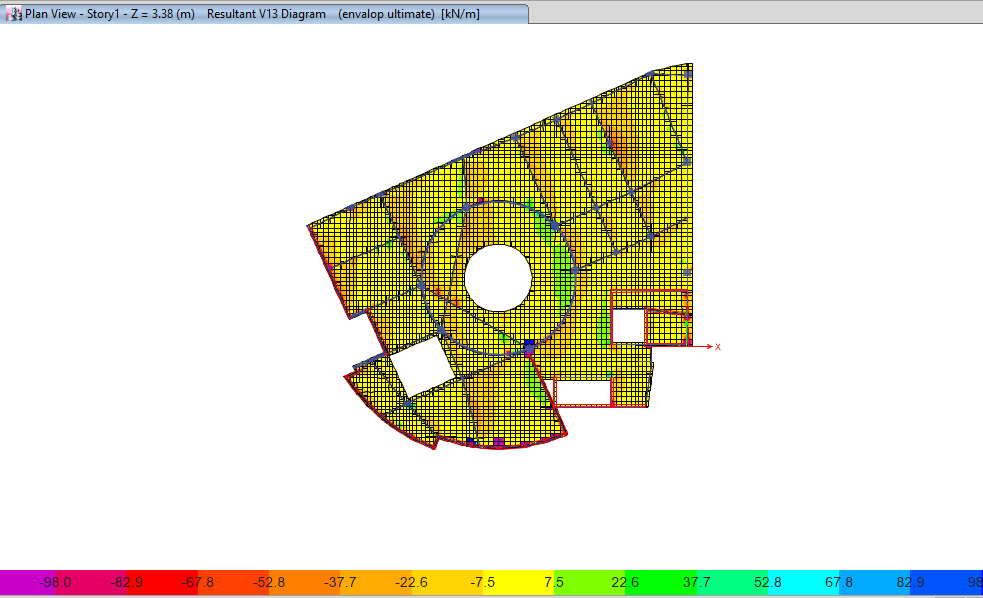 Plan View - Story1 - Z = 3.38 (m) Resultant V13 Diagram (envalop ultimate) [kN/m]
X
-98.0 -82.9 -67.8 -52.8 -37.7 -22.6 -7.5 7.5 22.6 37.7 52.8 67.8 82.9 98